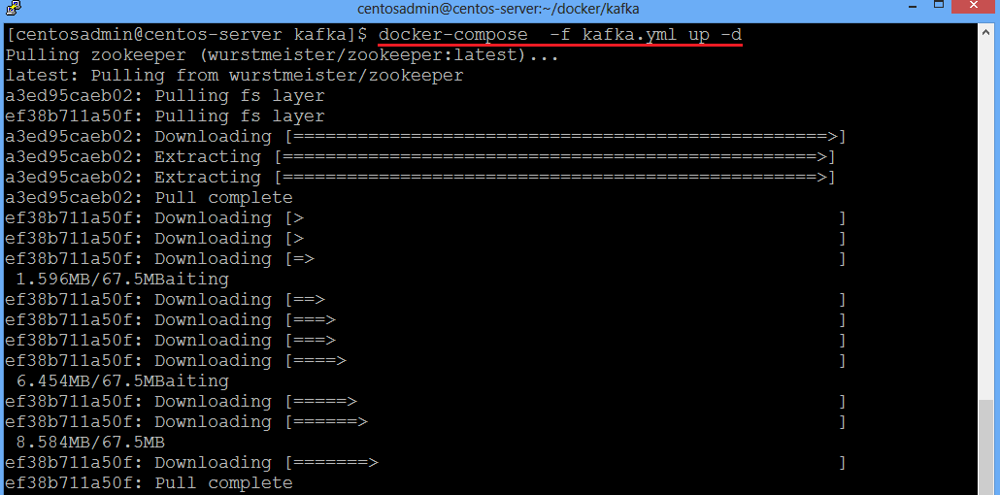 centosadmin@centos-server:~/docker/kafka
[centosadmin@centos-server kafka]$ docker-compose  -f kafka.yml up -d
Pulling zookeeper (wurstmeister/zookeeper:latest)...
latest: Pulling from wurstmeister/zookeeper
a3ed95caeb02: Pulling fs layer
ef38b711a50f: Pulling fs layer
a3ed95caeb02: Downloading [==================================================>]
a3ed95caeb02: Extracting [==================================================>]
a3ed95caeb02: Extracting [==================================================>]
a3ed95caeb02: Pull complete
ef38b711a50f: Downloading [>                                                  ]
ef38b711a50f: Downloading [>                                                  ]
ef38b711a50f: Downloading [=>                                                 ]
 1.596MB/67.5MBaiting
ef38b711a50f: Downloading [==>                                                ]
ef38b711a50f: Downloading [===>                                               ]
ef38b711a50f: Downloading [===>                                               ]
ef38b711a50f: Downloading [====>                                              ]
 6.454MB/67.5MBaiting
ef38b711a50f: Downloading [=====>                                             ]
ef38b711a50f: Downloading [======>                                            ]
 8.584MB/67.5MB
ef38b711a50f: Downloading [=======>                                           ]
ef38b711a50f: Pull complete